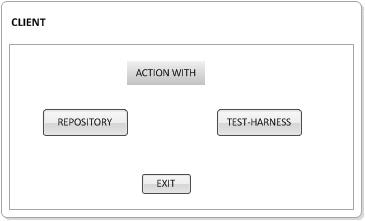 CLIENT
ACTION WITH
REPOSITORY
TEST-HARNESS
EXIT